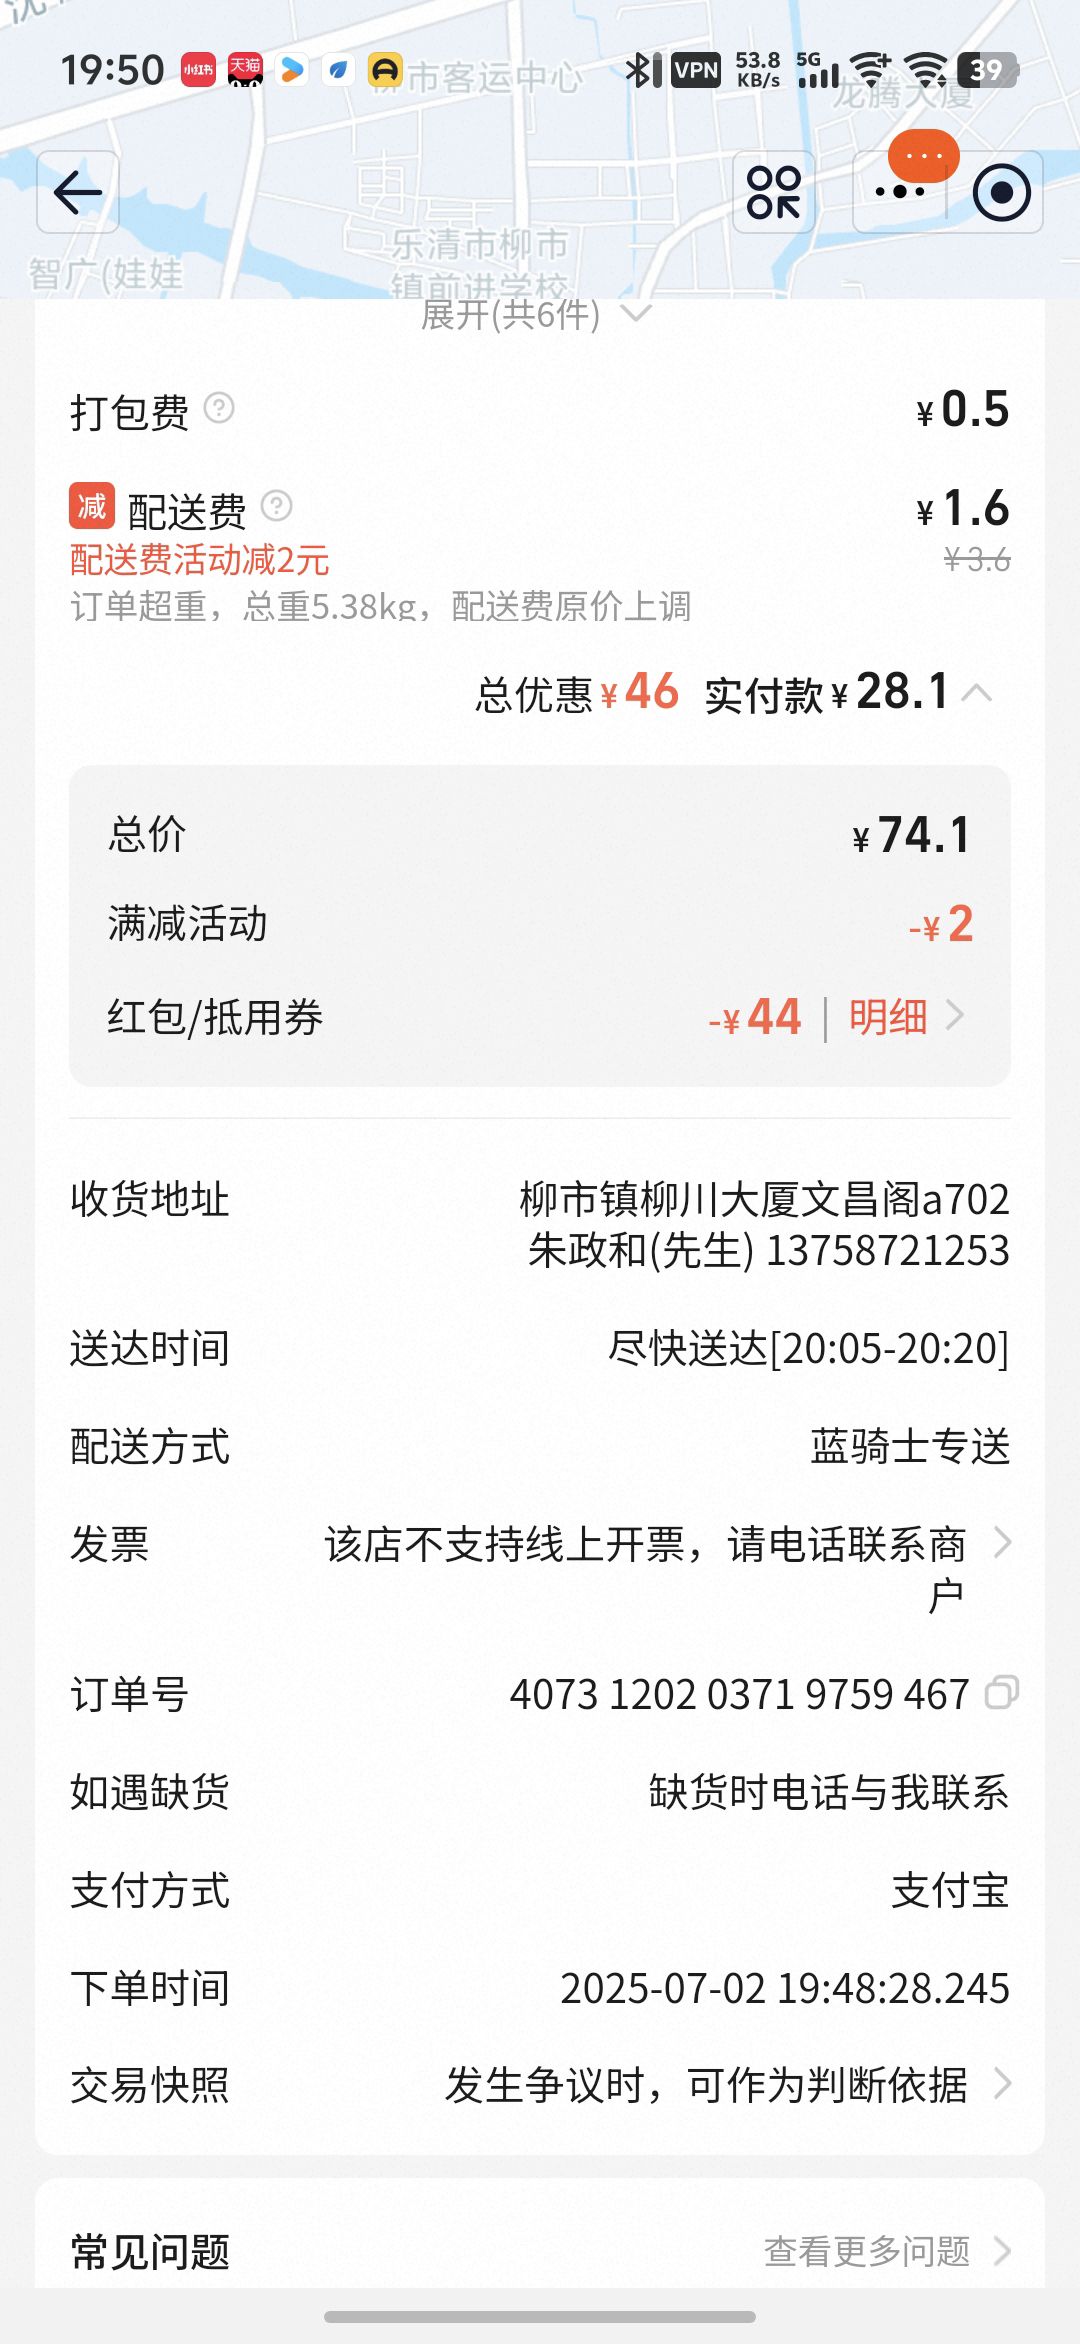 19:50
小红书
天猫
VPN
53.8
KB/s
5G
39
市客运中心
龙腾大厦
乐清市柳市
镇前进学校
智广(娃娃
展开(共6件)
打包费
¥0.5
减 配送费
¥1.6
配送费活动减2元
¥3.6
订单超重，总重5.38kg，配送费原价上调
总优惠¥46 实付款¥28.1
总价
¥74.1
满减活动
-¥2
红包/抵用券
-¥44 | 明细
收货地址
柳市镇柳川大厦文昌阁a702
朱政和(先生) 13758721253
送达时间
尽快送达[20:05-20:20]
配送方式
蓝骑士专送
发票
该店不支持线上开票，请电话联系商
户
订单号
4073 1202 0371 9759 467
如遇缺货
缺货时电话与我联系
支付方式
支付宝
下单时间
2025-07-02 19:48:28.245
交易快照
发生争议时，可作为判断依据
常见问题
查看更多问题